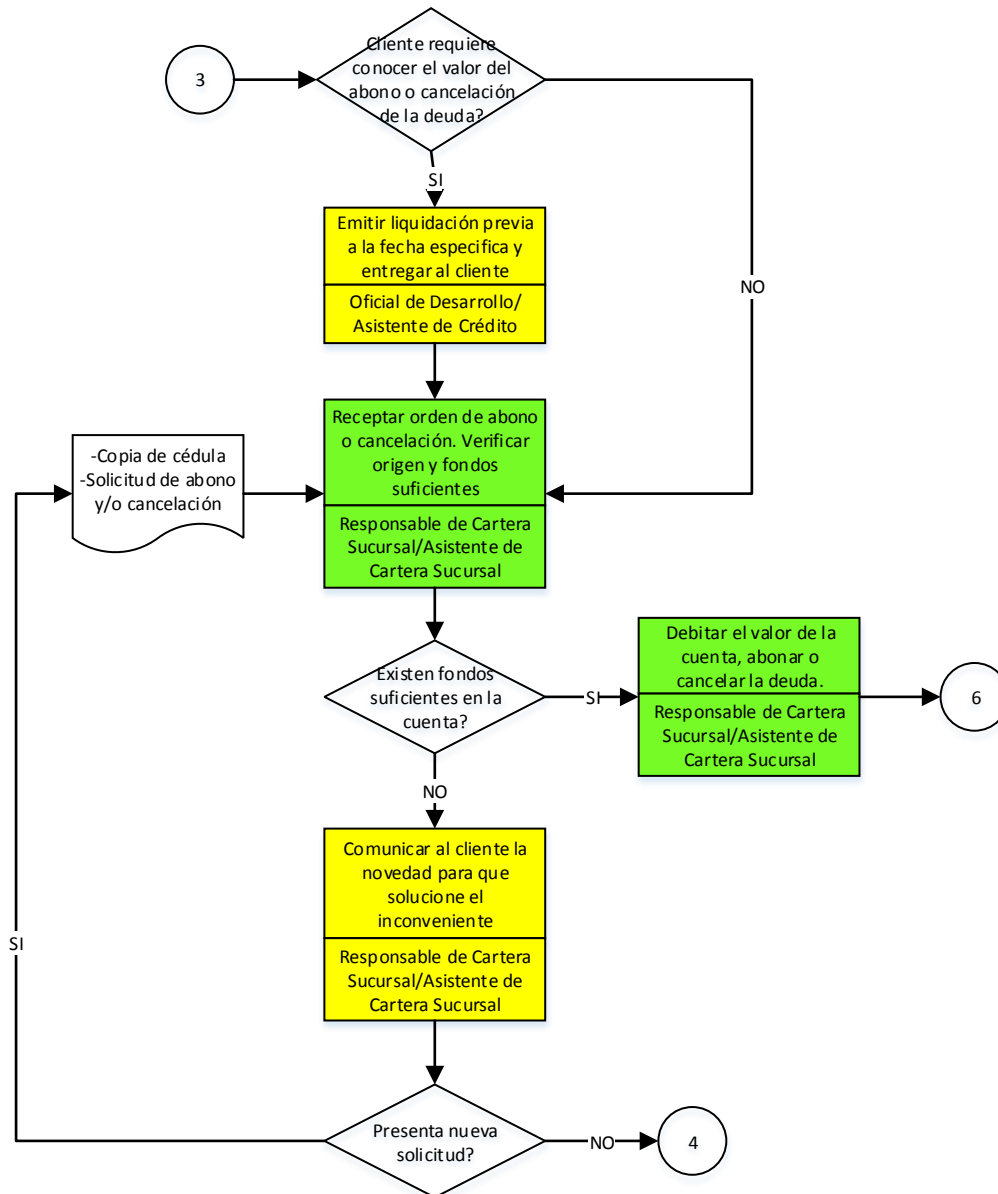 3
Cliente requiere
conocer el valor del
abono o cancelación
de la deuda?
SI
NO
Emitir liquidación previa
a la fecha especifica y
entregar al cliente
Oficial de Desarrollo/
Asistente de Crédito
-Copia de cédula
-Solicitud de abono
y/o cancelación
Receptar orden de abono
o cancelación. Verificar
origen y fondos
suficientes
Responsable de Cartera
Sucursal/Asistente de
Cartera Sucursal
Existen fondos
suficientes en la
cuenta?
SI
Debitar el valor de la
cuenta, abonar o
cancelar la deuda.
Responsable de Cartera
Sucursal/Asistente de
Cartera Sucursal
6
NO
Comunicar al cliente la
novedad para que
solucione el
inconveniente
Responsable de Cartera
Sucursal/Asistente de
Cartera Sucursal
SI
Presenta nueva
solicitud?
NO
4